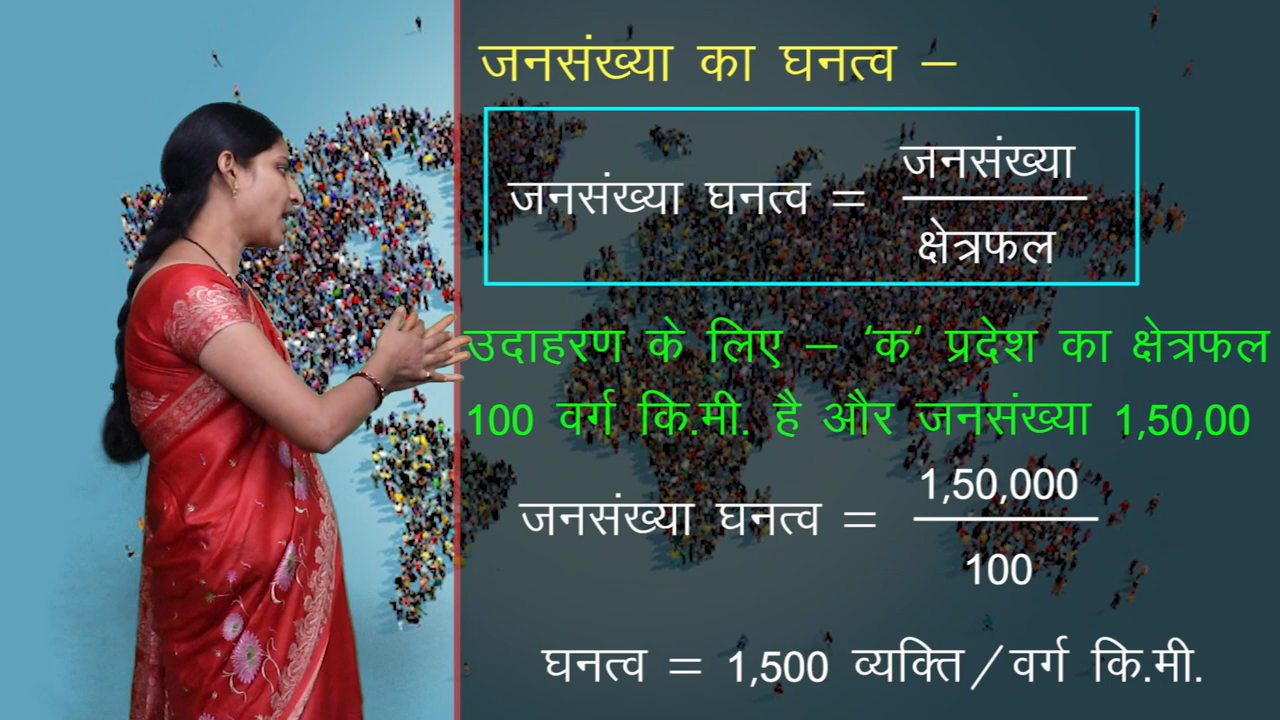 जनसंख्या का घनत्व –
जनसंख्या घनत्व = जनसंख्या
क्षेत्रफल
उदाहरण के लिए – ‘क‘ प्रदेश का क्षेत्रफल
100 वर्ग कि.मी. है और जनसंख्या 1,50,00
जनसंख्या घनत्व = 1,50,000
100
घनत्व = 1,500 व्यक्ति / वर्ग कि.मी.